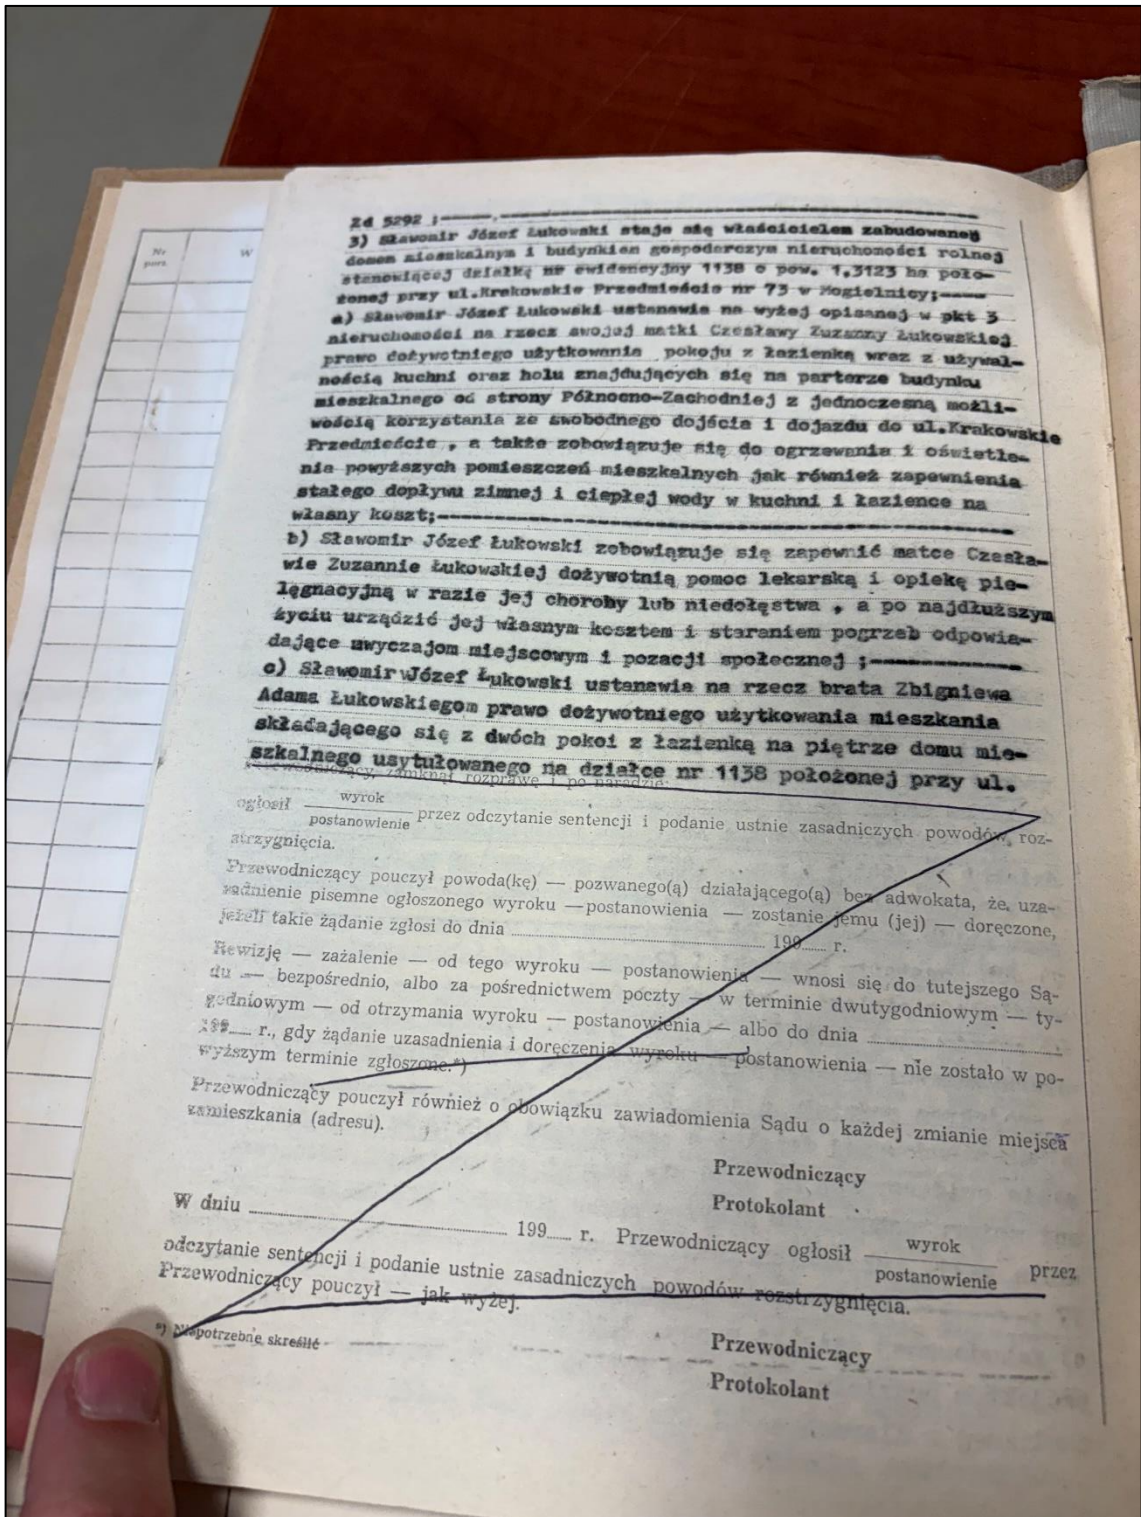 Nr
porz.
W
Zd 5292 ;-----.-----------------------------
3) Sławomir Józef Łukowski staje się właścicielem zabudowanej
domem mieszkalnym i budynkiem gospodarczym nieruchomości rolnej
stanowiącej działkę nr ewidencyjny 1138 o pow. 1,3123 ha poło-
żonej przy ul.Krakowskie Przedmieście nr 73 w Mogielnicy;----
a) Sławomir Józef Łukowski ustanawia na wyżej opisanej w pkt 3
nieruchomości na rzecz swojej matki Czesławy Zuzanny Łukowskiej
prawo dożywotniego użytkowania pokoju z łazienką wraz z używal-
nością kuchni oraz holu znajdujących się na parterze budynku
mieszkalnego od strony Północno-Zachodniej z jednoczesną możli-
wością korzystania ze swobodnego dojścia i dojazdu do ul.Krakowskie
Przedmieście , a także zobowiązuje się do ogrzewania i oświetle-
nia powyższych pomieszczeń mieszkalnych jak również zapewnienia
stałego dopływu zimnej i ciepłej wody w kuchni i łazience na
własny koszt;-----------------------------------------------
b) Sławomir Józef Łukowski zobowiązuje się zapewnić matce Czesła-
wie Zuzannie Łukowskiej dożywotnią pomoc lekarską i opiekę pie-
lęgnacyjną w razie jej choroby lub niedołęstwa , a po najdłuższym
życiu urządzić jej własnym kosztem i staraniem pogrzeb odpowia-
dające uwyczajom miejscowym i pozacji społecznej ;------------
c) Sławomir Józef Łukowski ustanawia na rzecz brata Zbigniewa
Adama Łukowskiegom prawo dożywotniego użytkowania mieszkania
składającego się z dwóch pokoi z łazienką na piętrze domu mie-
szkalnego usytułowanego na działce nr 1138 położonej przy ul.
Przewodniczący, zamknął rozprawę i po naradzie:
ogłosił wyrok
postanowienie przez odczytanie sentencji i podanie ustnie zasadniczych powodów, roz-
strzygnięcia.
Przewodniczący pouczył powoda(kę) — pozwanego(ą) działającego(ą) bez adwokata, że, uza-
sadnienie pisemne ogłoszonego wyroku —postanowienia — zostanie jemu (jej) — doręczone,
jeżeli takie żądanie zgłosi do dnia ........ 199..... r.
Rewizję — zażalenie — od tego wyroku — postanowienia — wnosi się do tutejszego Są-
du — bezpośrednio, albo za pośrednictwem poczty — w terminie dwutygodniowym — ty-
godniowym — od otrzymania wyroku — postanowienia — albo do dnia ........
199..... r., gdy żądanie uzasadnienia i doręczenia wyroku — postanowienia — nie zostało w po-
wyższym terminie zgłoszone.*)
Przewodniczący pouczył również o obowiązku zawiadomienia Sądu o każdej zmianie miejsca
zamieszkania (adresu).
Przewodniczący
Protokolant
W dniu ........ 199..... r. Przewodniczący ogłosił wyrok
postanowienie przez
odczytanie sentencji i podanie ustnie zasadniczych powodów rozstrzygnięcia.
Przewodniczący pouczył — jak wyżej.
*) Niepotrzebne skreślić
Przewodniczący
Protokolant